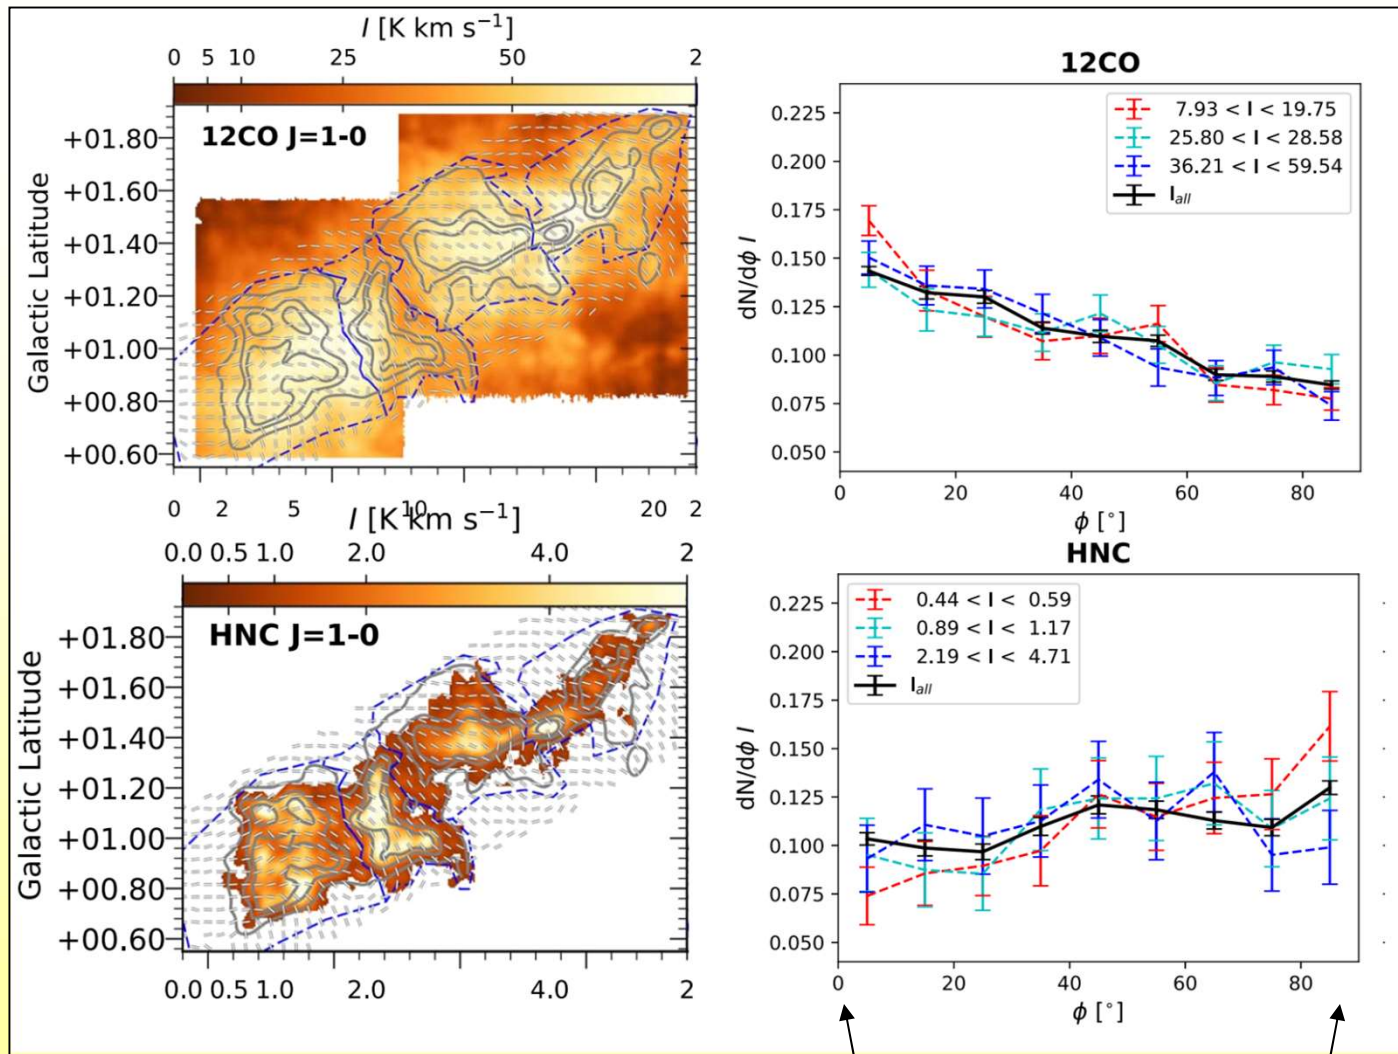 I [K km s⁻¹]
0 5 10 25 50 2
12CO J=1-0
Galactic Latitude
+01.80
+01.60
+01.40
+01.20
+01.00
+00.80
+00.60
0 2 5 10 20 2
12CO
dN/dϕ I
0.225
0.200
0.175
0.150
0.125
0.100
0.075
0.050
7.93 < I < 19.75
25.80 < I < 28.58
36.21 < I < 59.54
I_all
0 20 40 60 80
ϕ [°]
I [K km s⁻¹]
0.0 0.5 1.0 2.0 4.0 2
HNC J=1-0
Galactic Latitude
+01.80
+01.60
+01.40
+01.20
+01.00
+00.80
+00.60
0.0 0.5 1.0 2.0 4.0 2
HNC
dN/dϕ I
0.225
0.200
0.175
0.150
0.125
0.100
0.075
0.050
0.44 < I < 0.59
0.89 < I < 1.17
2.19 < I < 4.71
I_all
0 20 40 60 80
ϕ [°]